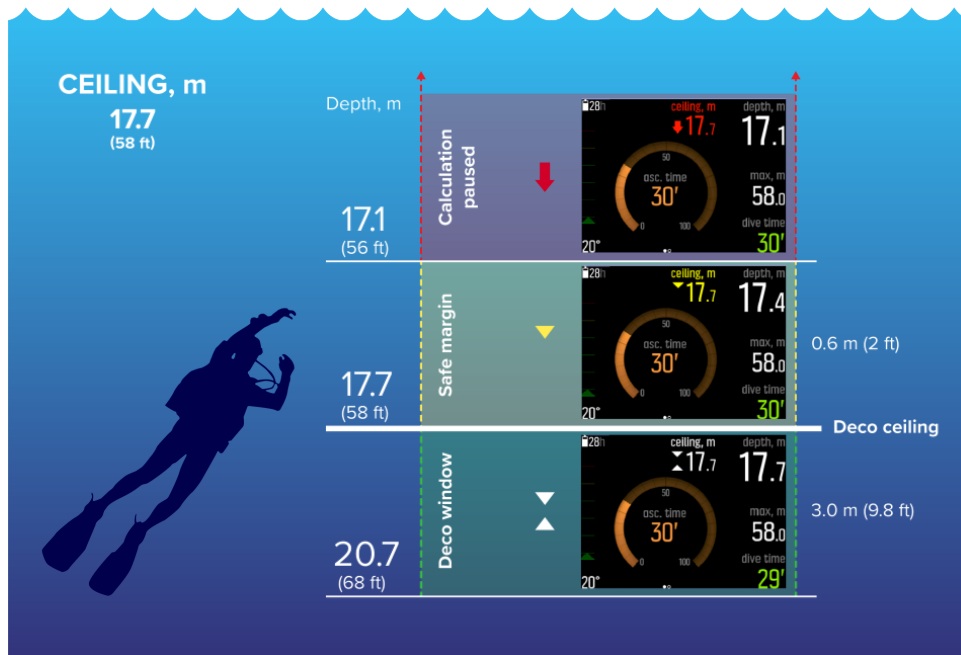 CEILING, m
17.7
(58 ft)
Depth, m
17.1
(56 ft)
Calculation
paused
28h
ceiling, m
17.7
depth, m
17.1
50
asc. time
30'
0
100
max, m
58.0
dive time
30'
20°
17.7
(58 ft)
Safe margin
28h
ceiling, m
17.7
depth, m
17.4
50
asc. time
30'
0
100
max, m
58.0
dive time
30'
20°
0.6 m (2 ft)
Deco ceiling
20.7
(68 ft)
Deco window
28h
ceiling, m
17.7
depth, m
17.7
50
asc. time
30'
0
100
max, m
58.0
dive time
29'
20°
3.0 m (9.8 ft)